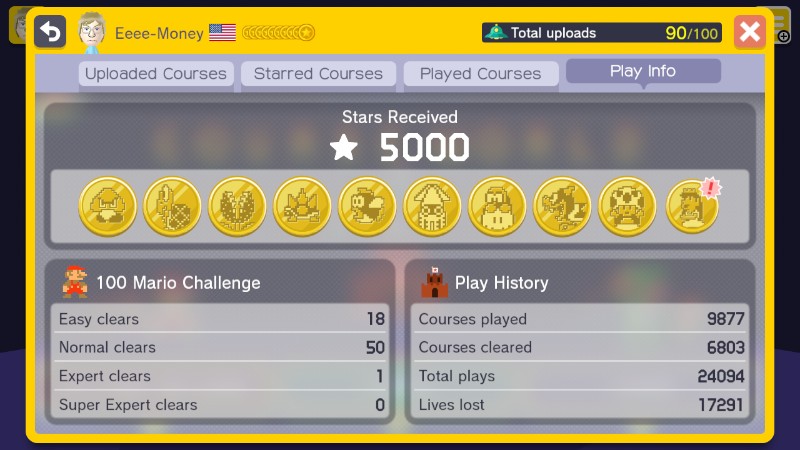 Eeee-Money
Total uploads 90/100
Uploaded Courses Starred Courses Played Courses Play Info
Stars Received
5000
!
100 Mario Challenge
Easy clears 18
Normal clears 50
Expert clears 1
Super Expert clears 0
Play History
Courses played 9877
Courses cleared 6803
Total plays 24094
Lives lost 17291